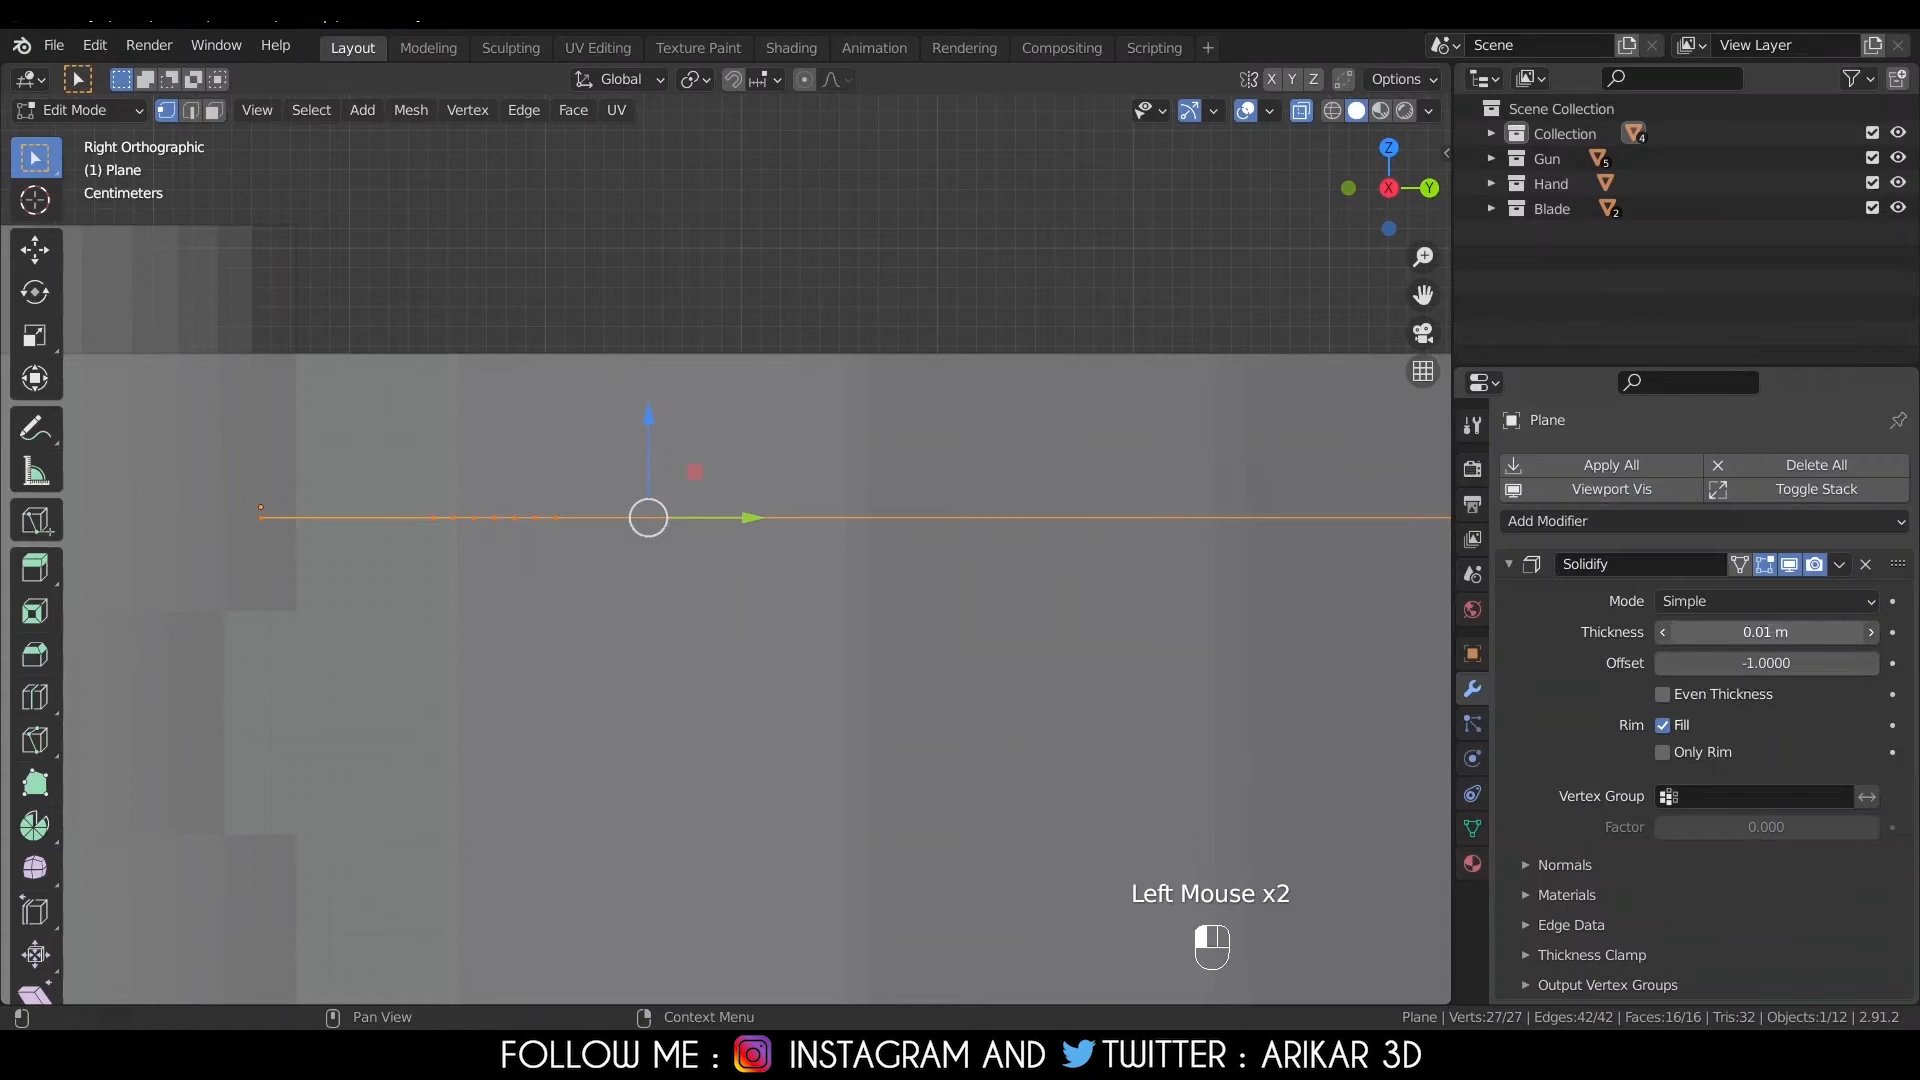 File Edit Render Window Help Layout Modeling Sculpting UV Editing Texture Paint Shading Animation Rendering Compositing Scripting + Scene View Layer
Global X Y Z Options
Edit Mode View Select Add Mesh Vertex Edge Face UV
Right Orthographic
(1) Plane
Centimeters
Z
X
Y
Scene Collection
Collection 4
Gun 5
Hand
Blade 2
Plane
Apply All Delete All
Viewport Vis Toggle Stack
Add Modifier
Solidify
Mode Simple
Thickness 0.01 m
Offset -1.0000
Even Thickness
Rim Fill
Only Rim
Vertex Group
Factor 0.000
Normals
Materials
Edge Data
Thickness Clamp
Output Vertex Groups
Left Mouse x2
Pan View Context Menu Plane | Verts:27/27 | Edges:42/42 | Faces:16/16 | Tris:32 | Objects:1/12 | 2.91.2
FOLLOW ME : INSTAGRAM AND TWITTER : ARIKAR 3D